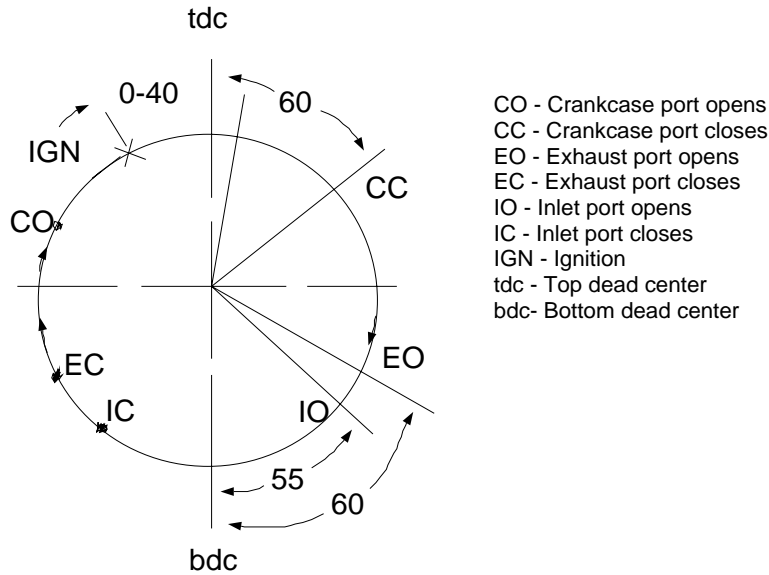 tdc
0-40
60
IGN
CC
CO
EO
EC
IC
IO
55
60
bdc
CO - Crankcase port opens
CC - Crankcase port closes
EO - Exhaust port opens
EC - Exhaust port closes
IO - Inlet port opens
IC - Inlet port closes
IGN - Ignition
tdc - Top dead center
bdc- Bottom dead center